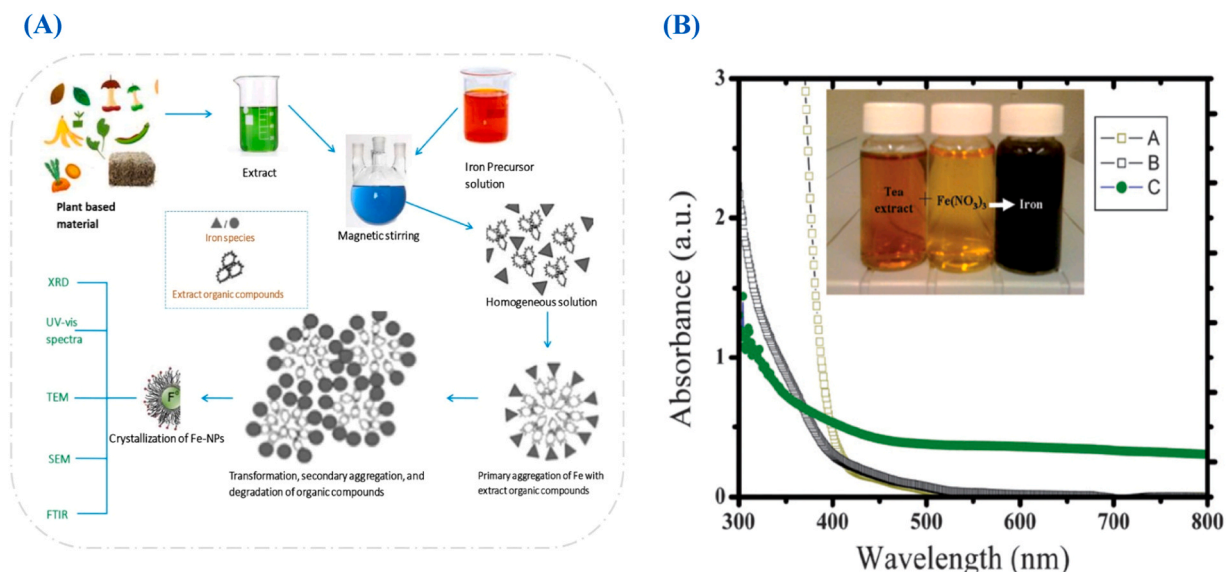 (A)
Plant based
material
Extract
Iron Precursor
solution
Magnetic stirring
/
Iron species
Extract organic compounds
Homogeneous solution
Primary aggregation of Fe with
extract organic compounds
Transformation, secondary aggregation, and
degradation of organic compounds
F
Crystallization of Fe-NPs
XRD
UV-vis
spectra
TEM
SEM
FTIR
(B)
Absorbance (a.u.)
3
2
1
0
300 400 500 600 700 800
Wavelength (nm)
Tea
extract
+
Fe(NO3)3
Iron
A
B
C